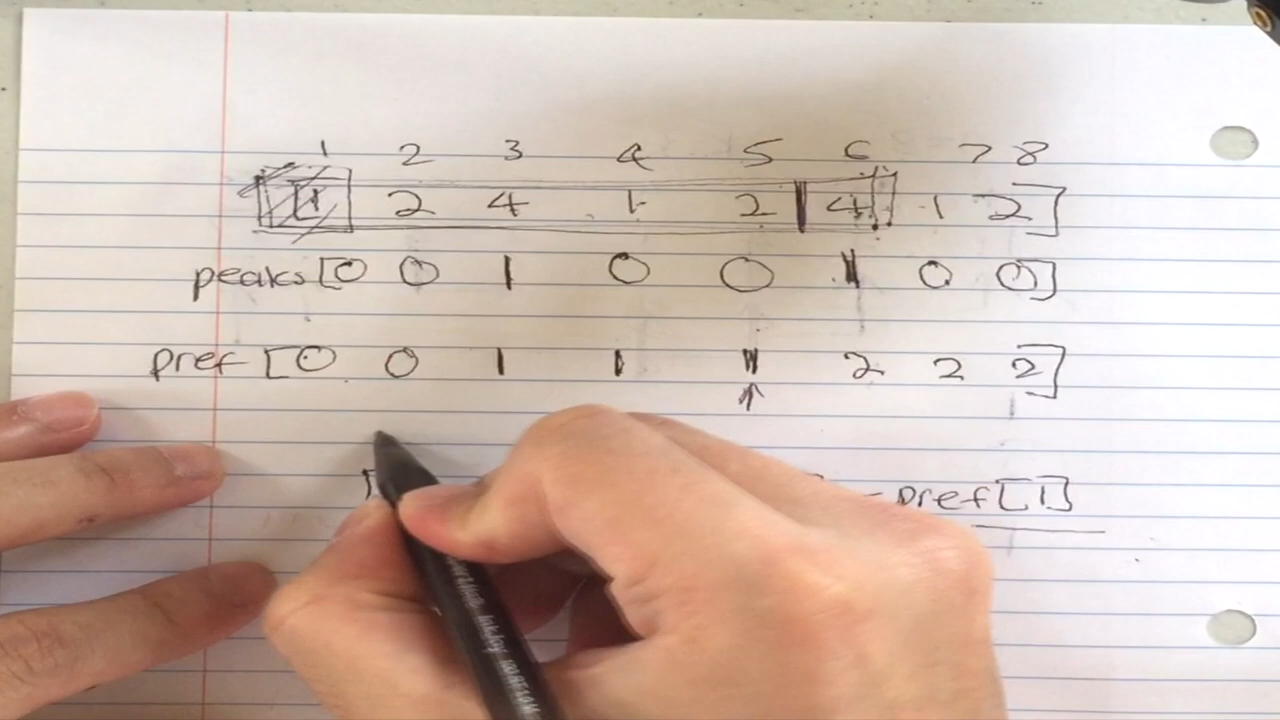 1 2 3 4 5 6 7 8
[1 2 4 1 2 4 1 2]
peaks [0 0 1 0 0 1 0 0]
pref [0 0 1 1 1 2 2 2]
↑
[ - pref[1]